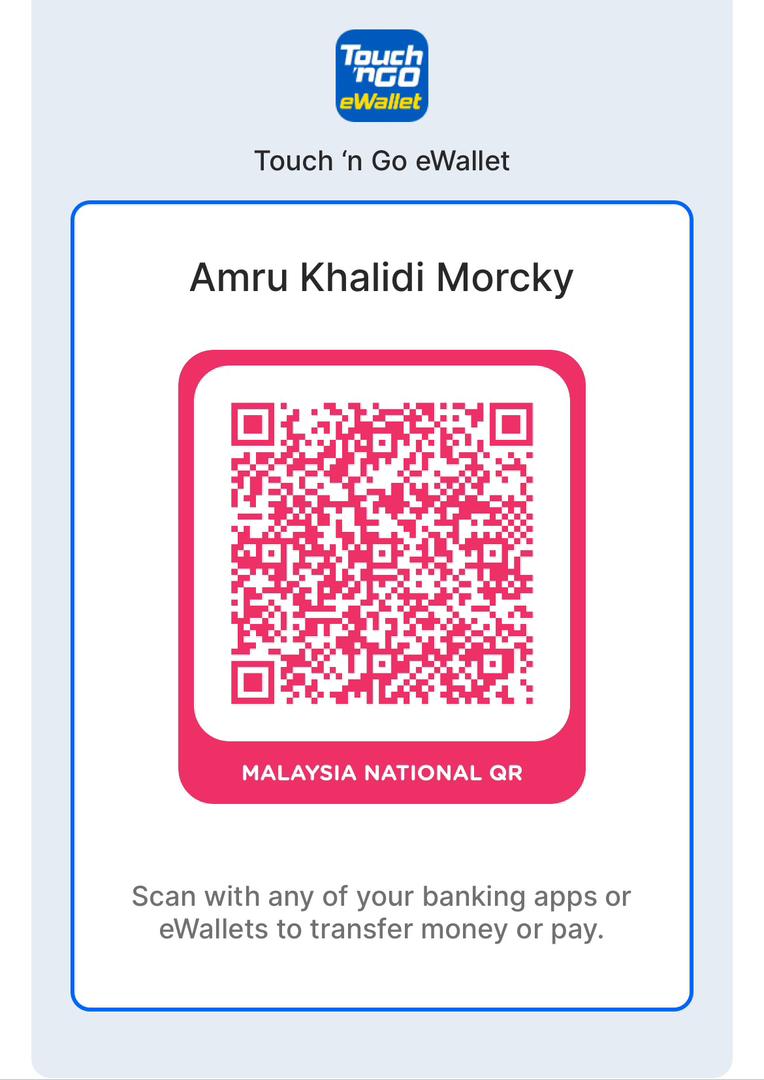 Touch
'nGO
eWallet
Touch ‘n Go eWallet
Amru Khalidi Morcky
MALAYSIA NATIONAL QR
Scan with any of your banking apps or
eWallets to transfer money or pay.